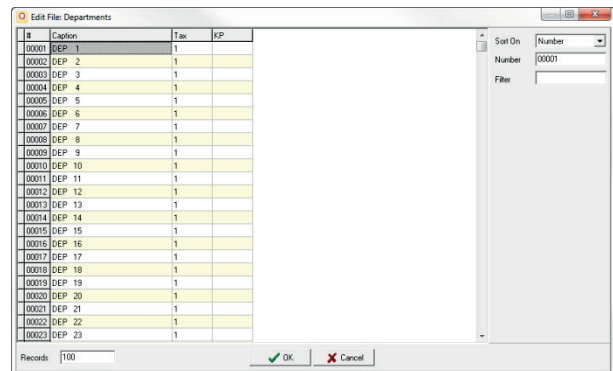 Edit File: Departments
# Caption Tax KP
00001 DEP 1 1
00002 DEP 2 1
00003 DEP 3 1
00004 DEP 4 1
00005 DEP 5 1
00006 DEP 6 1
00007 DEP 7 1
00008 DEP 8 1
00009 DEP 9 1
00010 DEP 10 1
00011 DEP 11 1
00012 DEP 12 1
00013 DEP 13 1
00014 DEP 14 1
00015 DEP 15 1
00016 DEP 16 1
00017 DEP 17 1
00018 DEP 18 1
00019 DEP 19 1
00020 DEP 20 1
00021 DEP 21 1
00022 DEP 22 1
00023 DEP 23 1
Sort On Number
Number 00001
Filter
Records 100
OK Cancel